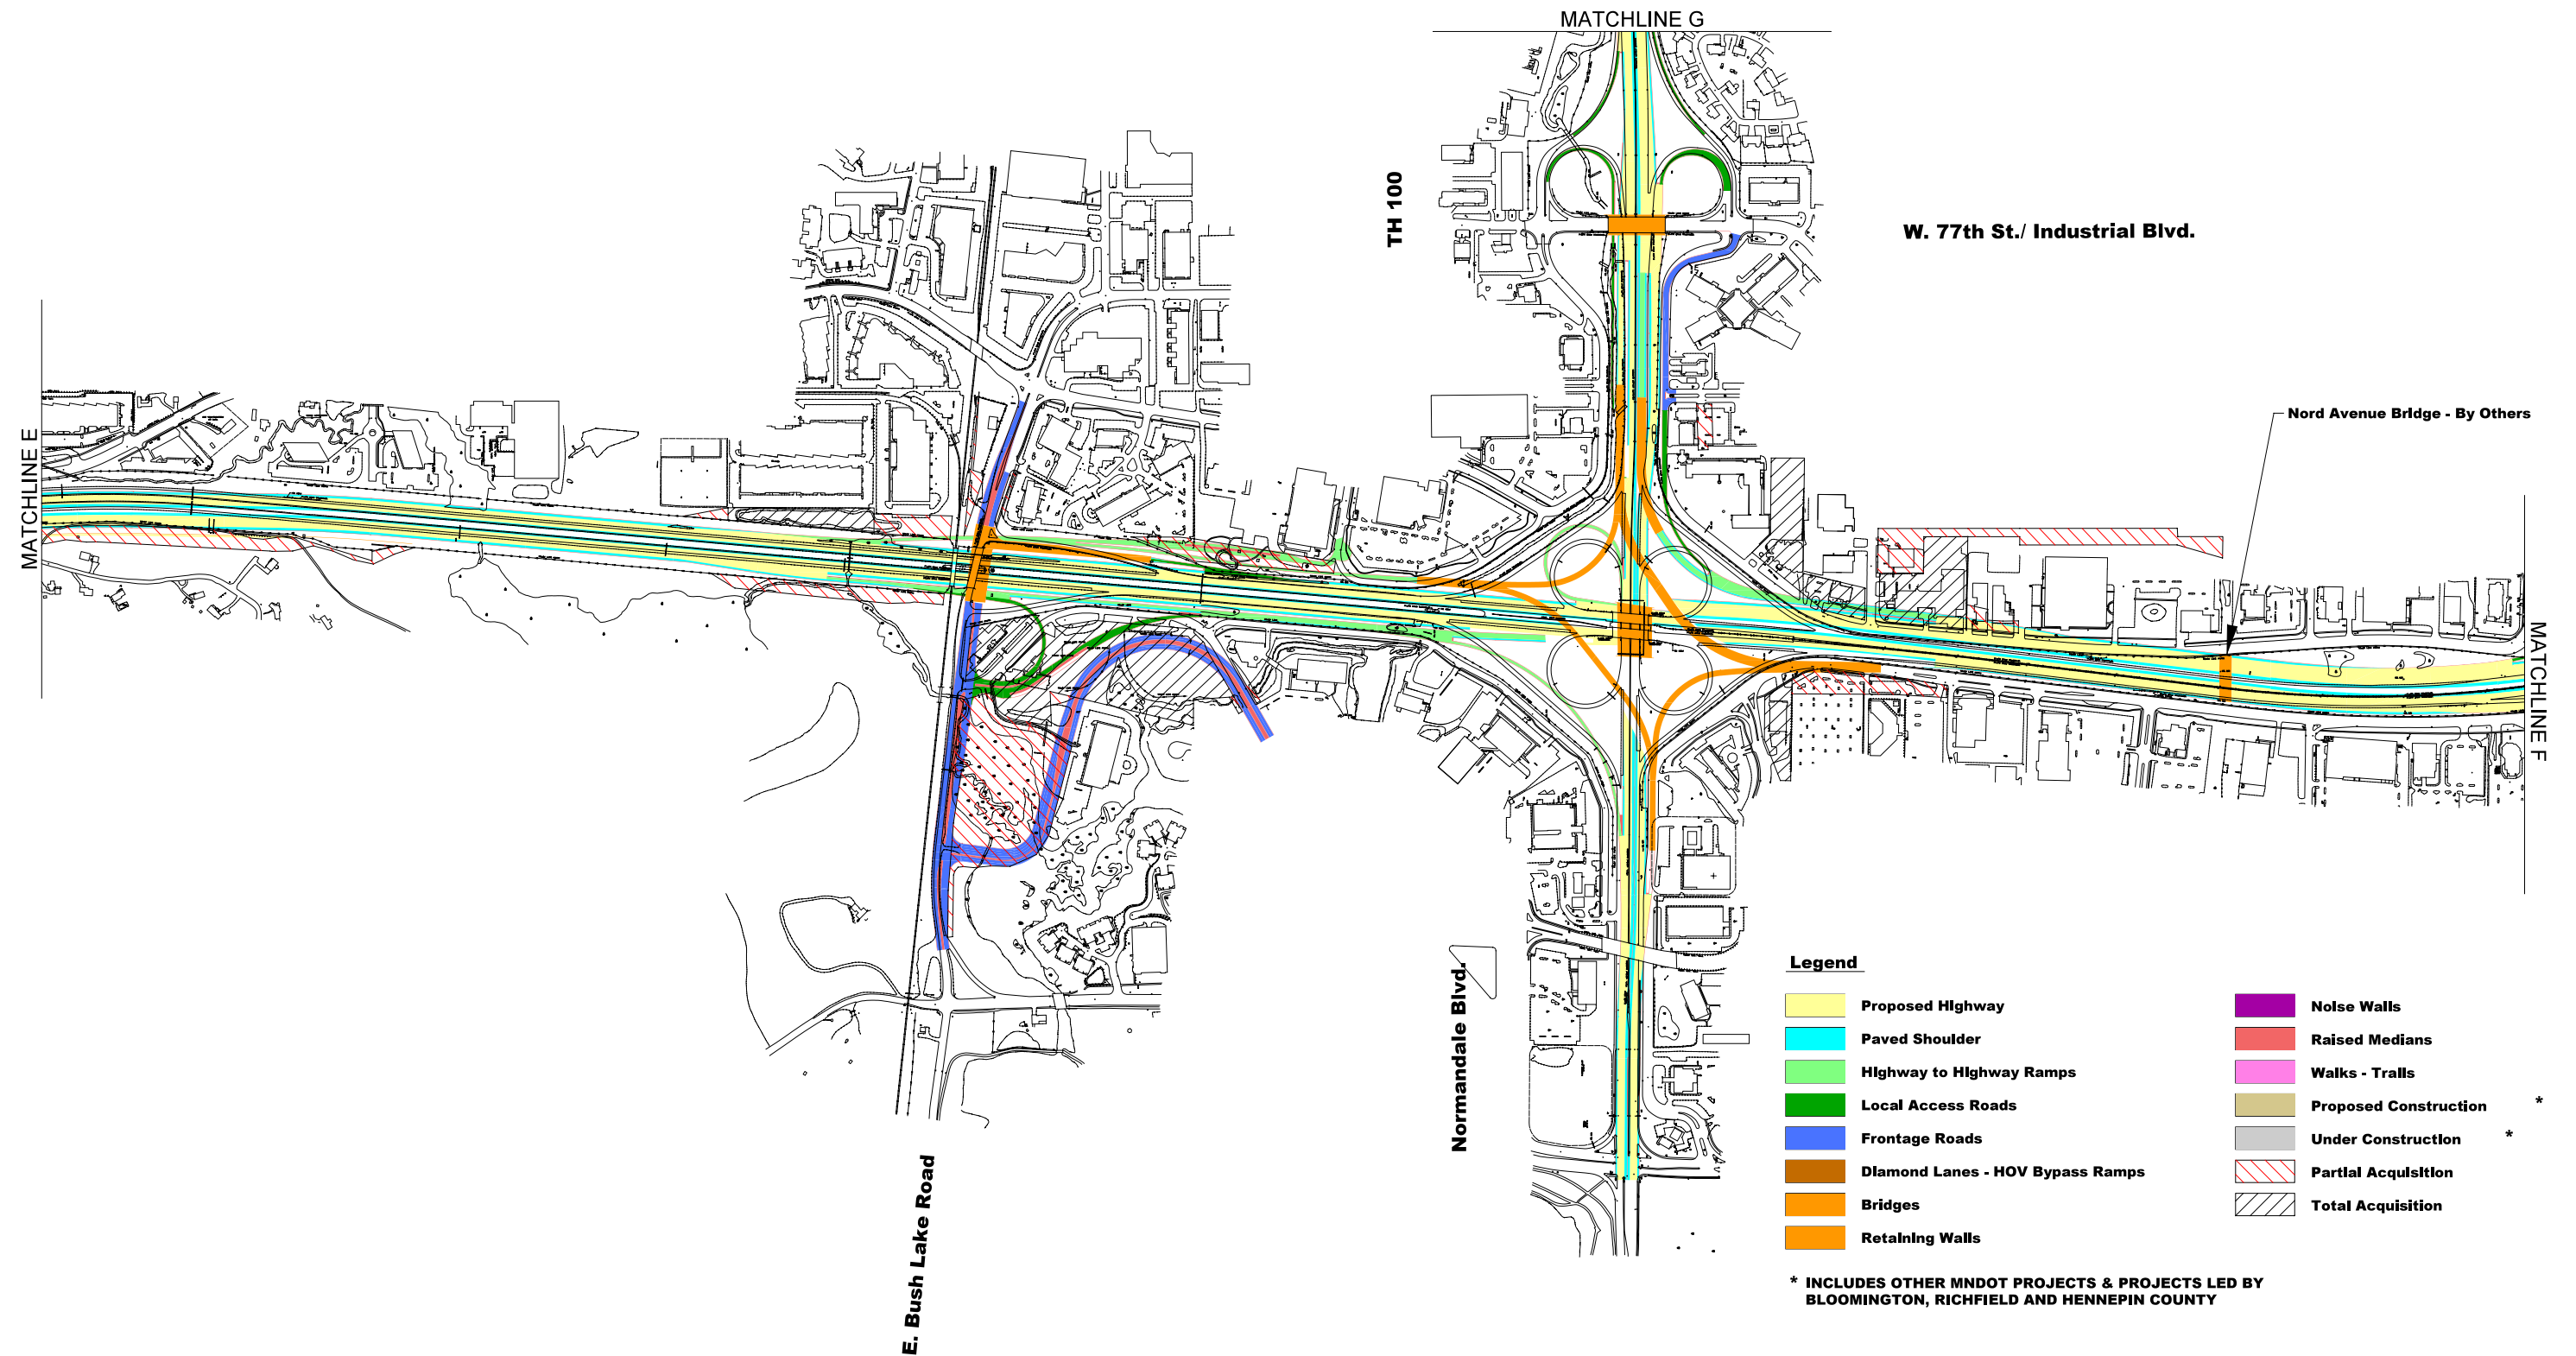 MATCHLINE G
TH 100
W. 77th St./ Industrial Blvd.
MATCHLINE E
Nord Avenue Bridge - By Others
MATCHLINE F
Normandale Blvd.
E. Bush Lake Road
Legend
Proposed Highway
Paved Shoulder
Highway to Highway Ramps
Local Access Roads
Frontage Roads
Diamond Lanes - HOV Bypass Ramps
Bridges
Retaining Walls
Noise Walls
Raised Medians
Walks - Trails
Proposed Construction *
Under Construction *
Partial Acquisition
Total Acquisition
* INCLUDES OTHER MNDOT PROJECTS & PROJECTS LED BY
BLOOMINGTON, RICHFIELD AND HENNEPIN COUNTY